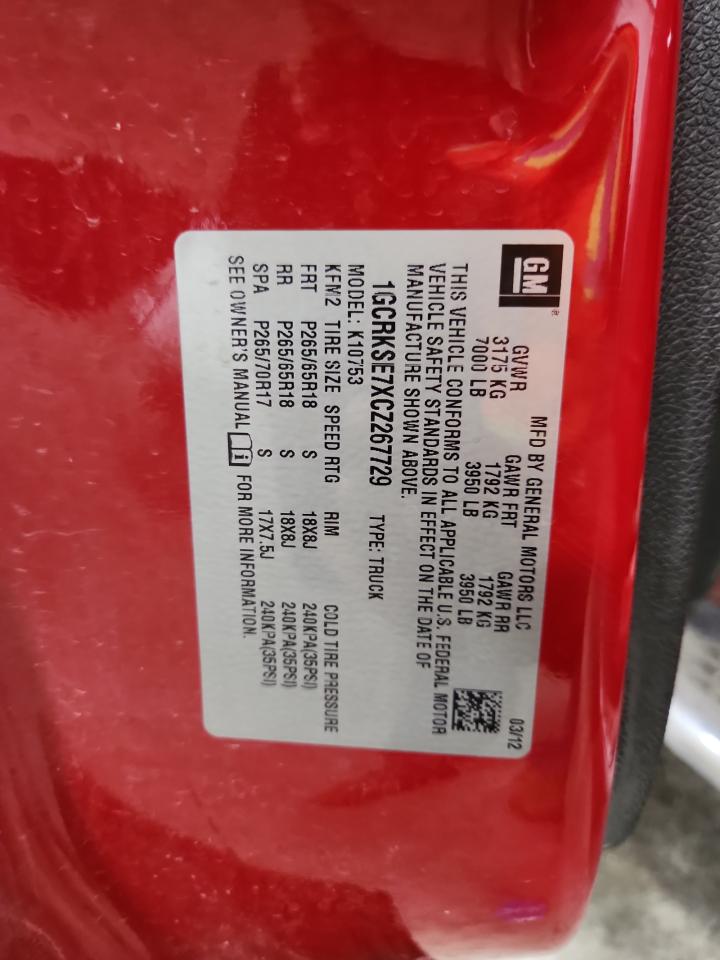 GM®
MFD BY GENERAL MOTORS LLC 03/12
GVWR GAWR FRT GAWR RR
3175 KG 1792 KG 1792 KG
7000 LB 3950 LB 3950 LB
THIS VEHICLE CONFORMS TO ALL APPLICABLE U.S. FEDERAL MOTOR
VEHICLE SAFETY STANDARDS IN EFFECT ON THE DATE OF
MANUFACTURE SHOWN ABOVE.
1GCRKSE7XCZ267729 TYPE: TRUCK
MODEL: K10753
KFM2 TIRE SIZE SPEED RTG RIM COLD TIRE PRESSURE
FRT P265/65R18 S 18X8J 240KPA(35PSI)
RR P265/65R18 S 18X8J 240KPA(35PSI)
SPA P265/70R17 S 17X7.5J 240KPA(35PSI)
SEE OWNER'S MANUAL i FOR MORE INFORMATION.